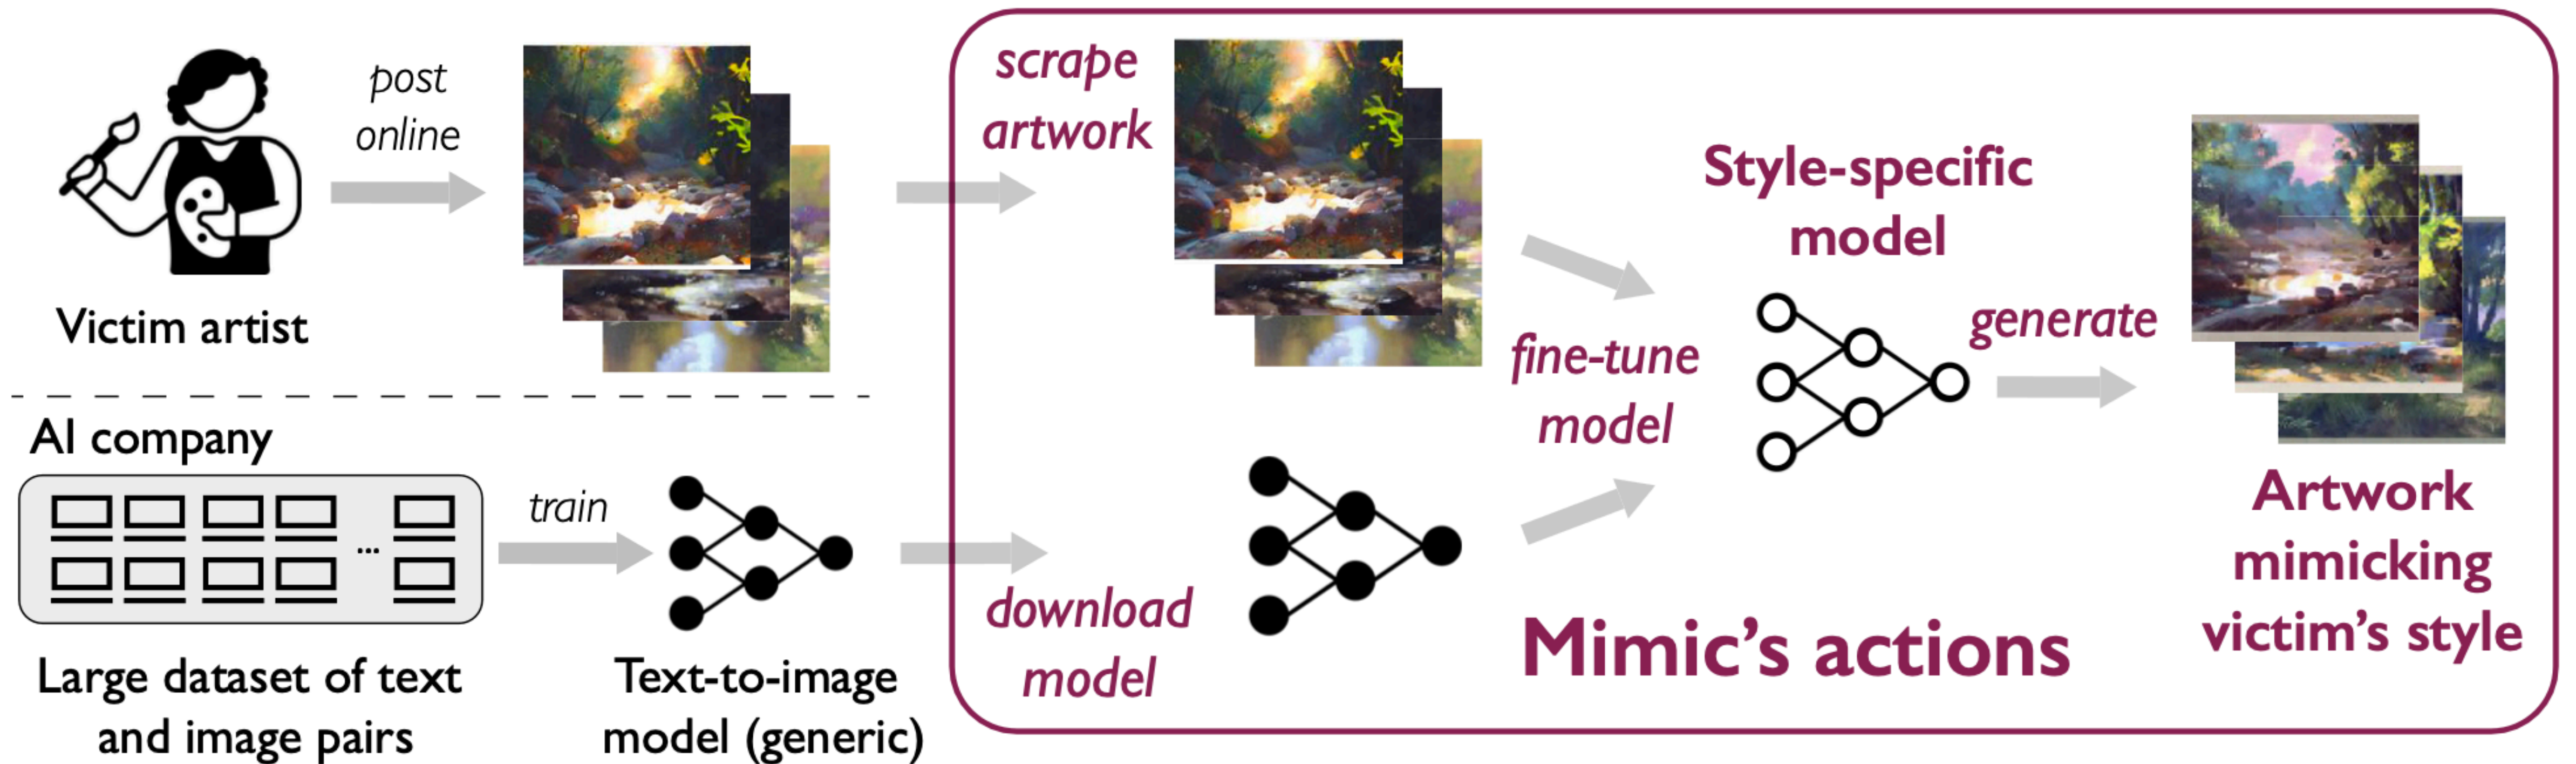 post
online
Victim artist
AI company
...
train
Large dataset of text
and image pairs
Text-to-image
model (generic)
scrape
artwork
download
model
fine-tune
model
Style-specific
model
generate
Mimic's actions
Artwork
mimicking
victim's style